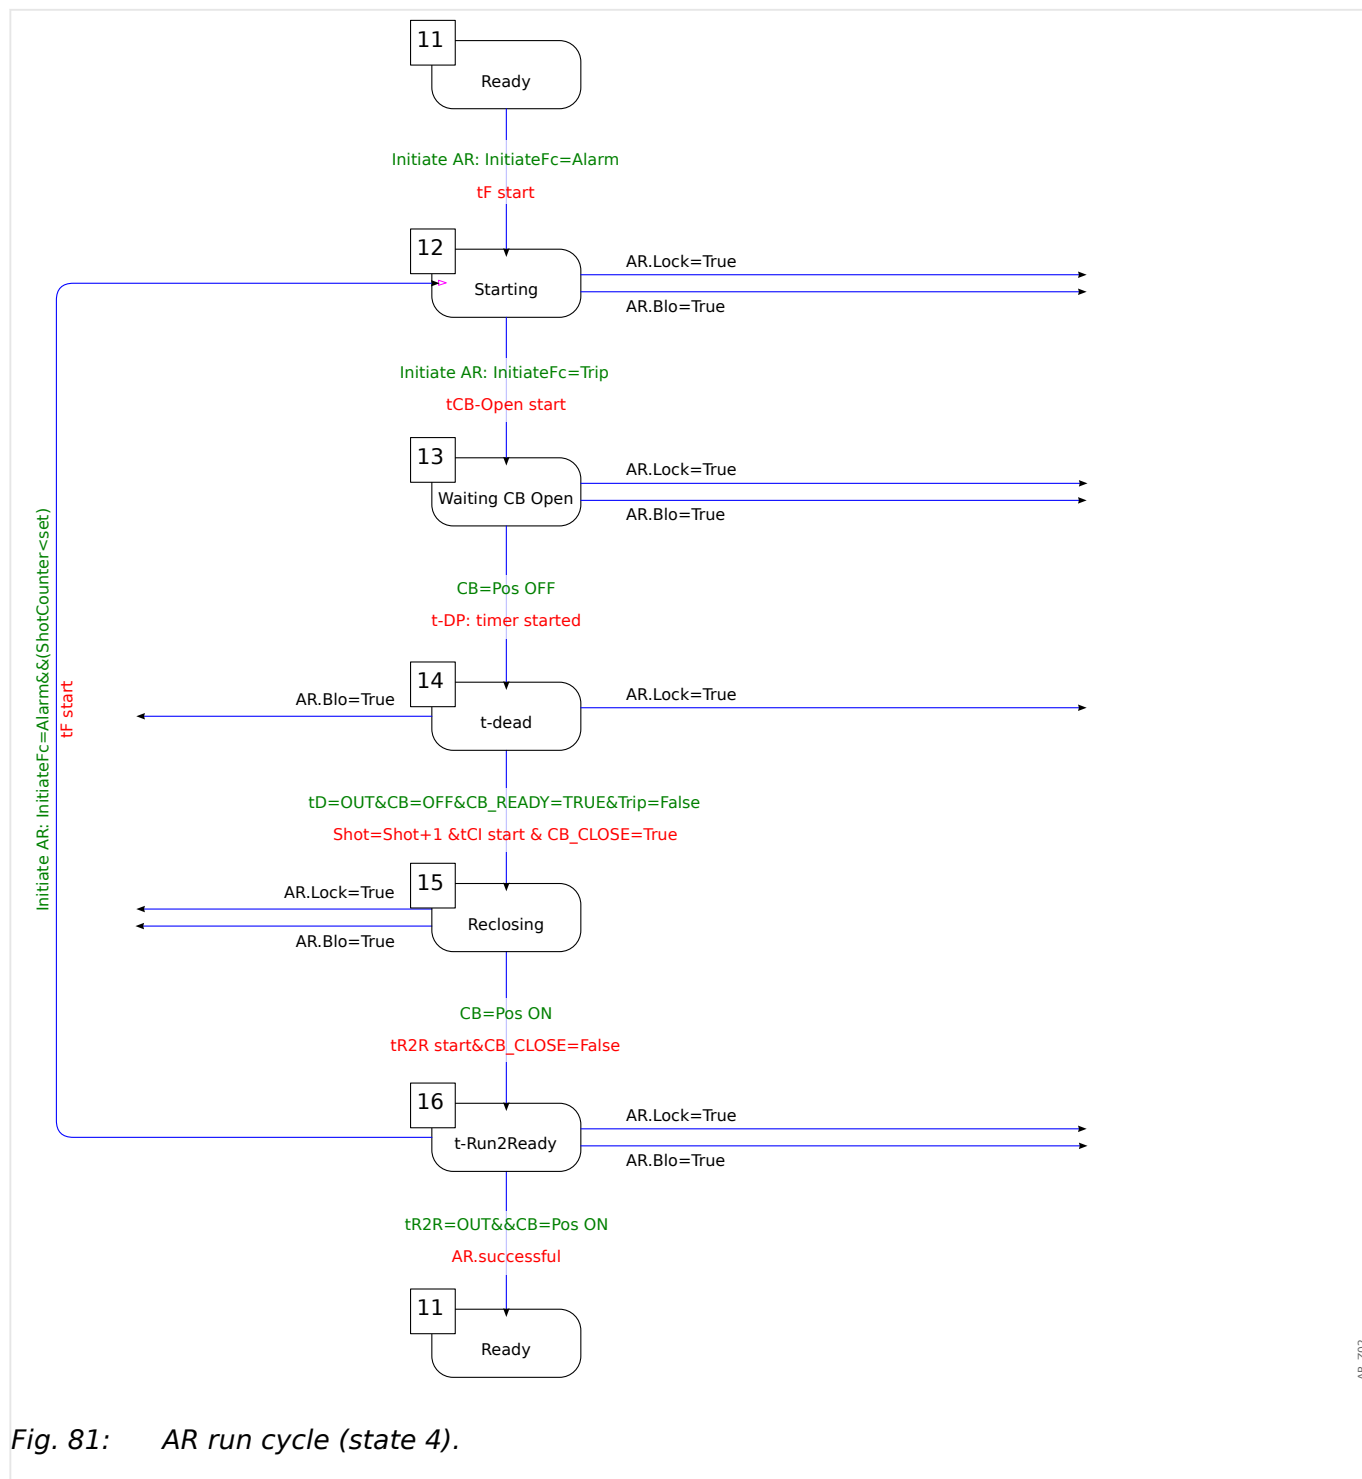 11
Ready
Initiate AR: InitiateFc=Alarm
tF start
12
Starting
AR.Lock=True
AR.Blo=True
Initiate AR: InitiateFc=Trip
tCB-Open start
13
Waiting CB Open
AR.Lock=True
AR.Blo=True
Initiate AR: InitiateFc=Alarm&&(ShotCounter<set)
tF start
CB=Pos OFF
t-DP: timer started
14
t-dead
AR.Blo=True
AR.Lock=True
tD=OUT&CB=OFF&CB_READY=TRUE&Trip=False
Shot=Shot+1 &tCI start & CB_CLOSE=True
15
Reclosing
AR.Lock=True
AR.Blo=True
CB=Pos ON
tR2R start&CB_CLOSE=False
16
t-Run2Ready
AR.Lock=True
AR.Blo=True
tR2R=OUT&&CB=Pos ON
AR.successful
11
Ready
Fig. 81: AR run cycle (state 4).